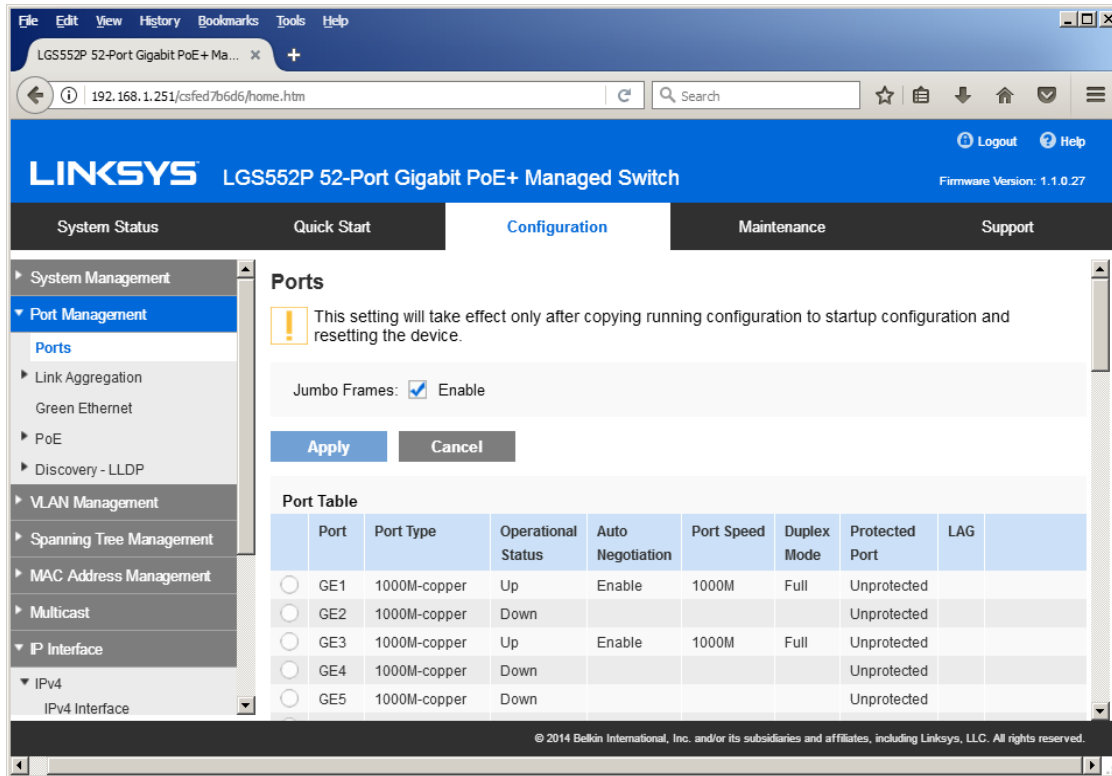 File Edit View History Bookmarks Tools Help
LGS552P 52-Port Gigabit PoE+ Ma...
192.168.1.251/csfed7b6d6/home.htm
Search
Logout Help
LINKSYS LGS552P 52-Port Gigabit PoE+ Managed Switch
Firmware Version: 1.1.0.27
System Status Quick Start Configuration Maintenance Support
System Management
Port Management
Ports
Link Aggregation
Green Ethernet
PoE
Discovery - LLDP
VLAN Management
Spanning Tree Management
MAC Address Management
Multicast
IP Interface
IPv4
IPv4 Interface
Ports
This setting will take effect only after copying running configuration to startup configuration and
resetting the device.
Jumbo Frames: Enable
Apply Cancel
Port Table
Port Port Type Operational Status Auto Negotiation Port Speed Duplex Mode Protected Port LAG
GE1 1000M-copper Up Enable 1000M Full Unprotected
GE2 1000M-copper Down Unprotected
GE3 1000M-copper Up Enable 1000M Full Unprotected
GE4 1000M-copper Down Unprotected
GE5 1000M-copper Down Unprotected
© 2014 Belkin International, Inc. and/or its subsidiaries and affiliates, including Linksys, LLC. All rights reserved.